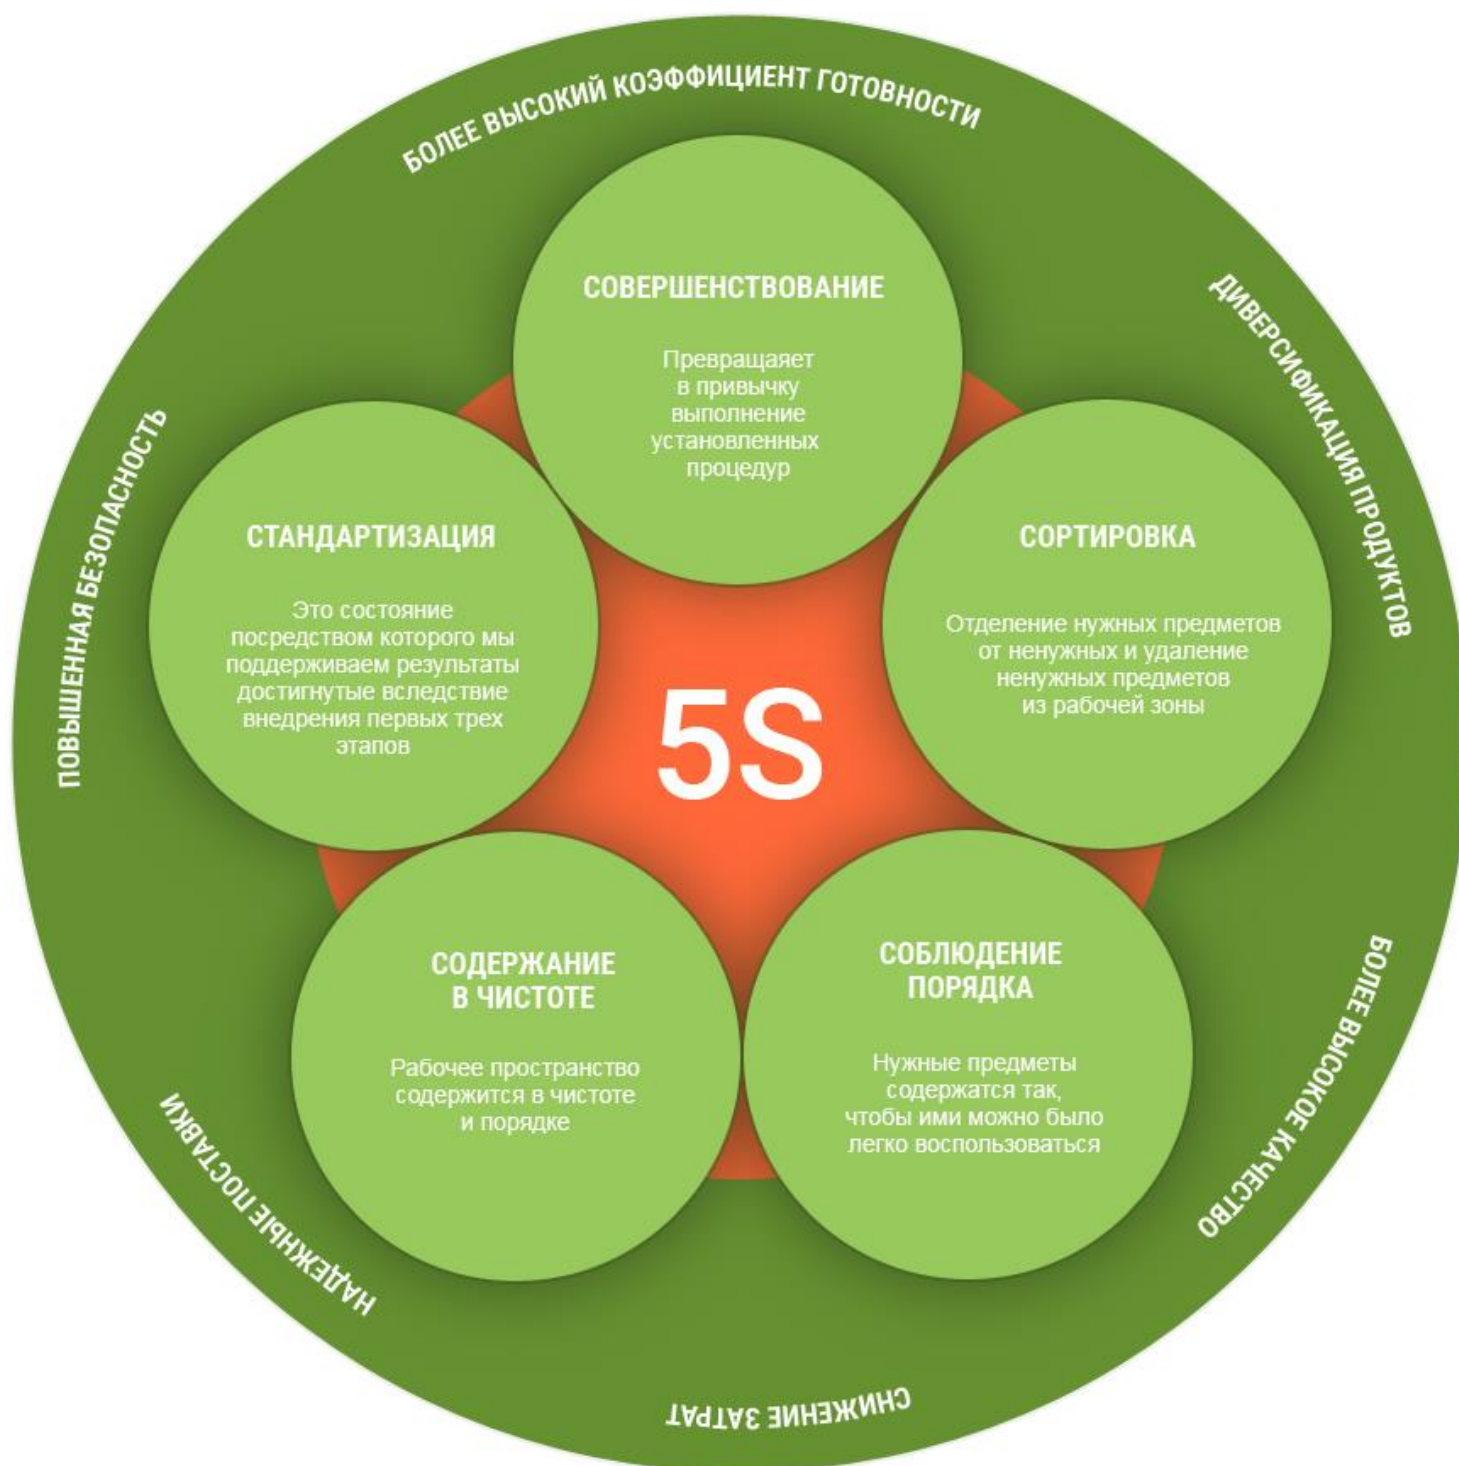 БОЛЕЕ ВЫСОКИЙ КОЭФФИЦИЕНТ ГОТОВНОСТИ
ДИВЕРСИФИКАЦИЯ ПРОДУКТОВ
БОЛЕЕ ВЫСОКОЕ КАЧЕСТВО
СНИЖЕНИЕ ЗАТРАТ
НАДЕЖНЫЕ ПОСТАВКИ
ПОВЫШЕННАЯ БЕЗОПАСНОСТЬ
СОВЕРШЕНСТВОВАНИЕ
Превращаяет
в привычку
выполнение
установленных
процедур
СОРТИРОВКА
Отделение нужных предметов
от ненужных и удаление
ненужных предметов
из рабочей зоны
СОБЛЮДЕНИЕ
ПОРЯДКА
Нужные предметы
содержатся так,
чтобы ими можно было
легко воспользоваться
СОДЕРЖАНИЕ
В ЧИСТОТЕ
Рабочее пространство
содержится в чистоте
и порядке
СТАНДАРТИЗАЦИЯ
Это состояние
посредством которого мы
поддерживаем результаты
достигнутые вследствие
внедрения первых трех
этапов
5S